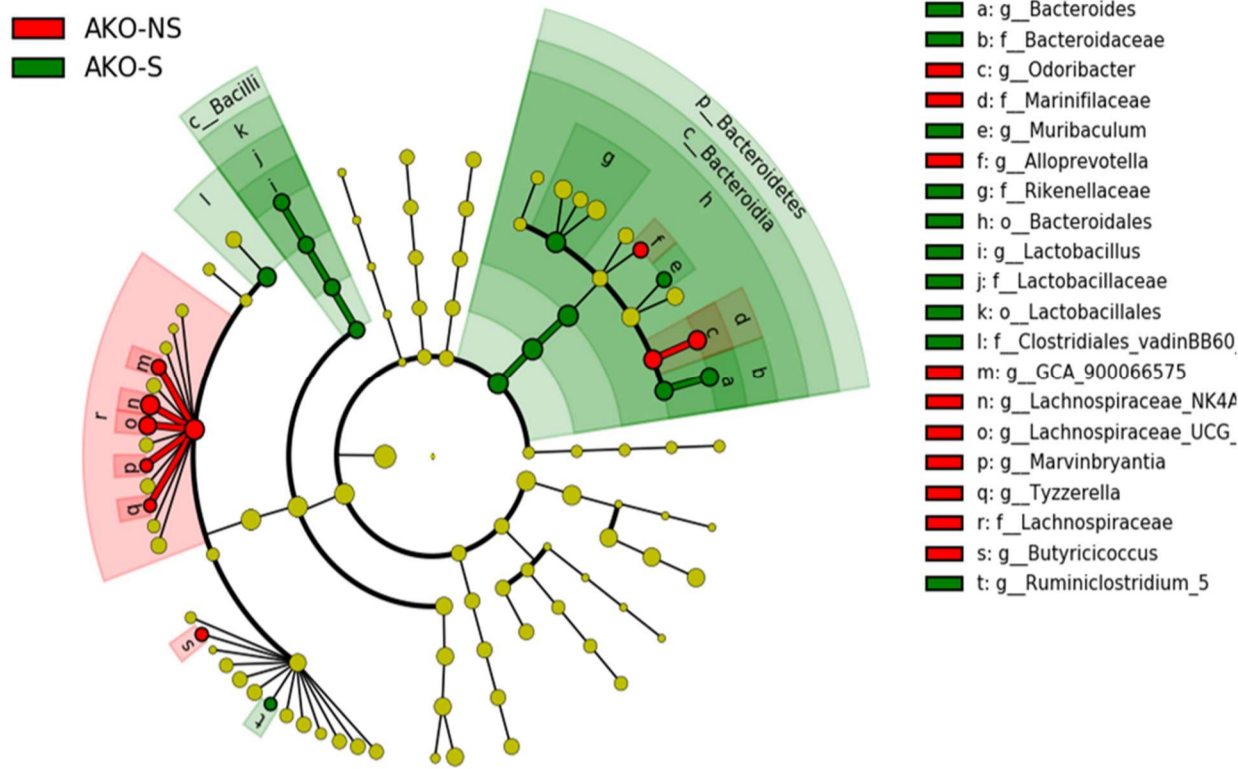 AKO-NS
AKO-S
c__Bacilli
k
j
i
l
p__Bacteroidetes
c__Bacteroidia
g
h
f
e
d
c
b
a
m
n
o
p
q
r
s
t
a: g__Bacteroides
b: f__Bacteroidaceae
c: g__Odoribacter
d: f__Marinifilaceae
e: g__Muribaculum
f: g__Alloprevotella
g: f__Rikenellaceae
h: o__Bacteroidales
i: g__Lactobacillus
j: f__Lactobacillaceae
k: o__Lactobacillales
l: f__Clostridiales_vadinBB60_
m: g__GCA_900066575
n: g__Lachnospiraceae_NK4A
o: g__Lachnospiraceae_UCG_
p: g__Marvinbryantia
q: g__Tyzzerella
r: f__Lachnospiraceae
s: g__Butyricicoccus
t: g__Ruminiclostridium_5